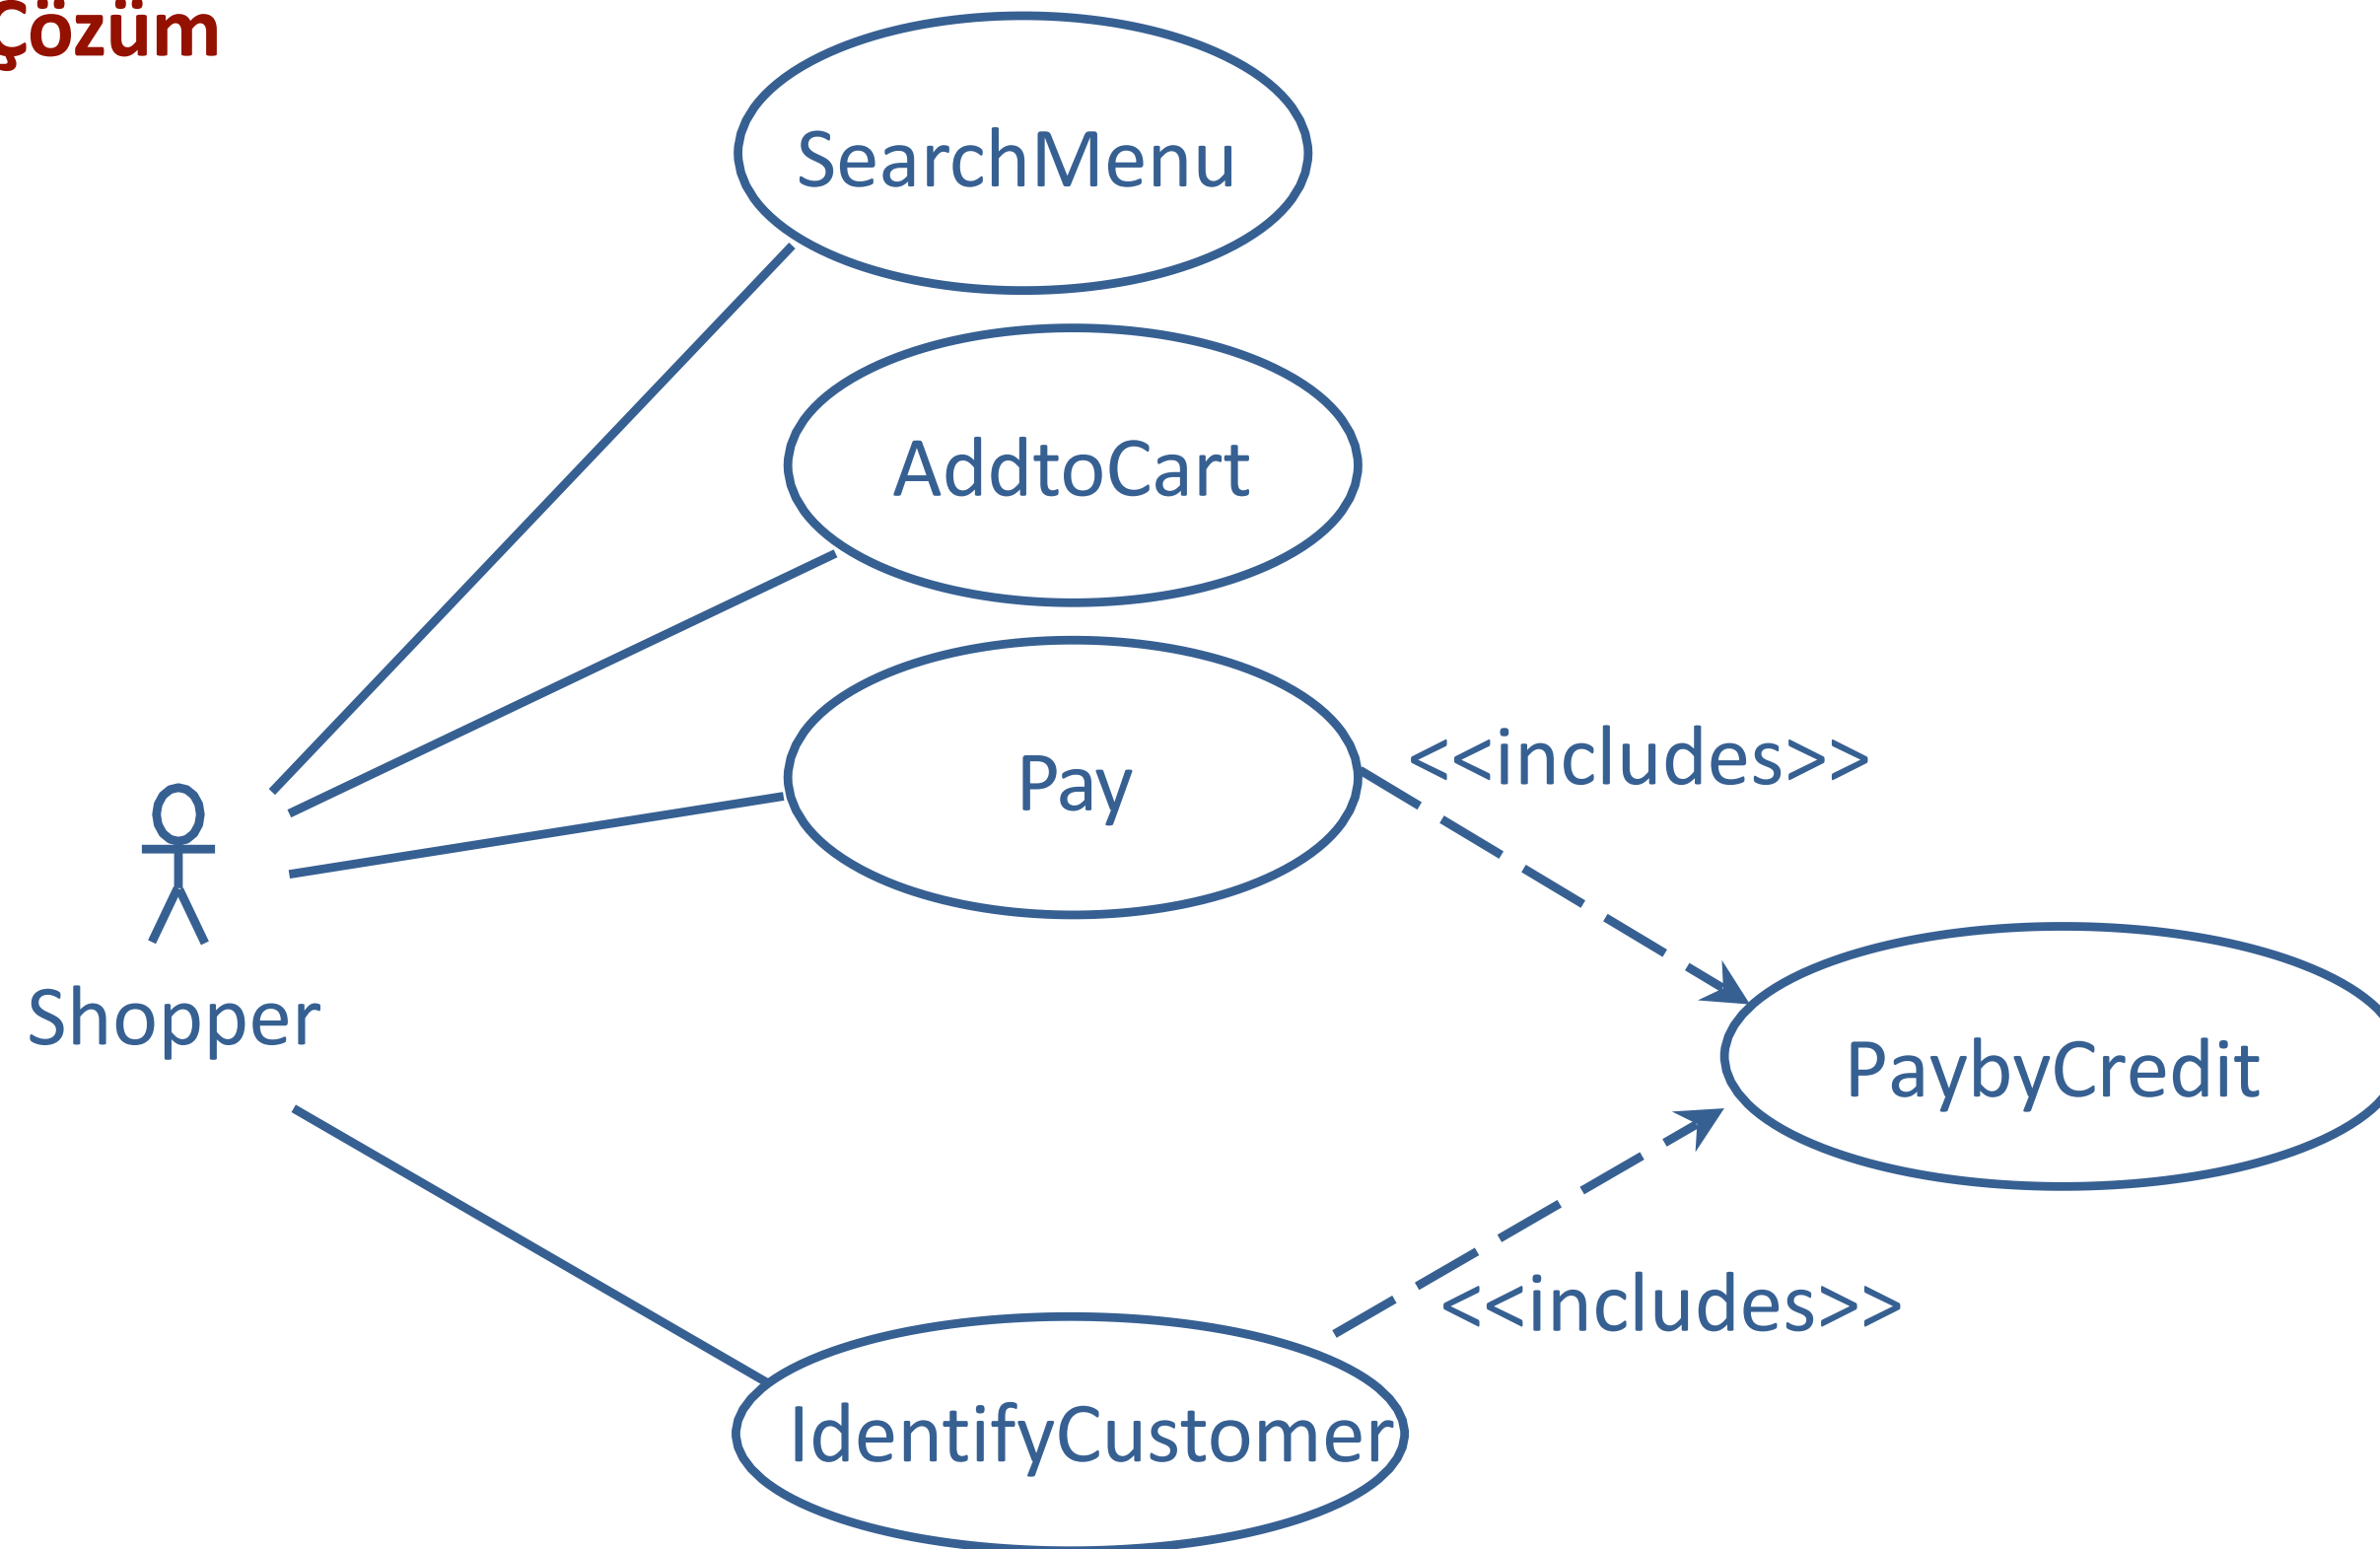 Çözüm
SearchMenu
AddtoCart
Pay
<<includes>>
Shopper
PaybyCredit
<<includes>>
IdentifyCustomer